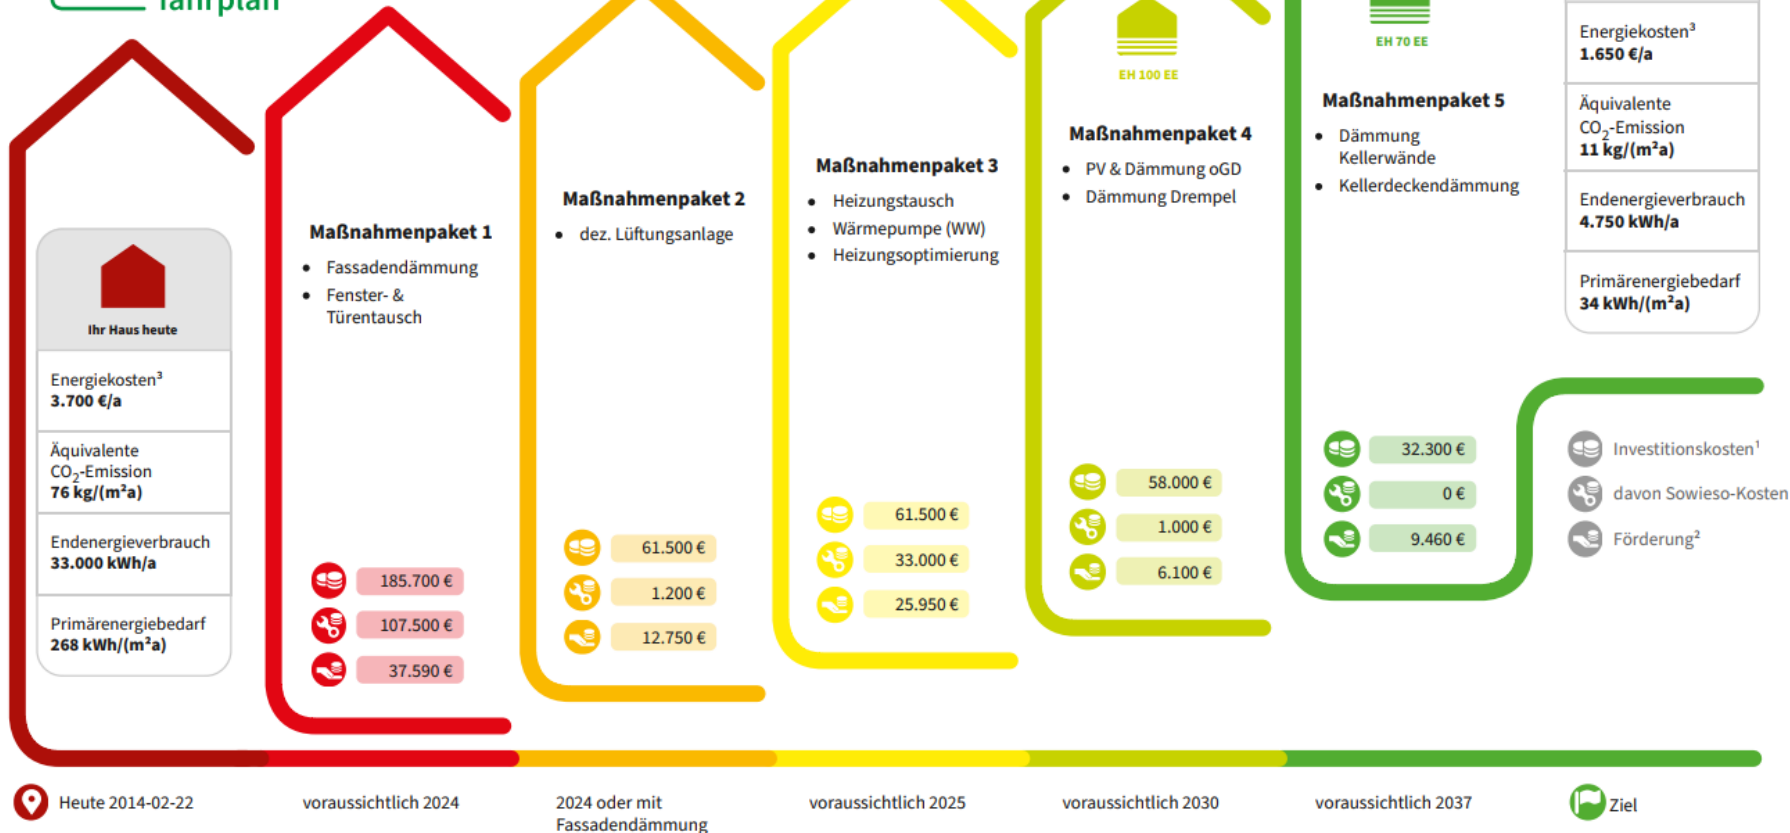 fahrplan
Ihr Haus heute
Energiekosten³
3.700 €/a
Äquivalente
CO₂-Emission
76 kg/(m²a)
Endenergieverbrauch
33.000 kWh/a
Primärenergiebedarf
268 kWh/(m²a)
Maßnahmenpaket 1
• Fassadendämmung
• Fenster- &
Türentausch
185.700 €
107.500 €
37.590 €
Maßnahmenpaket 2
• dez. Lüftungsanlage
61.500 €
1.200 €
12.750 €
Maßnahmenpaket 3
• Heizungstausch
• Wärmepumpe (WW)
• Heizungsoptimierung
61.500 €
33.000 €
25.950 €
EH 100 EE
Maßnahmenpaket 4
• PV & Dämmung oGD
• Dämmung Drempel
58.000 €
1.000 €
6.100 €
EH 70 EE
Maßnahmenpaket 5
• Dämmung
Kellerwände
• Kellerdeckendämmung
32.300 €
0 €
9.460 €
Energiekosten³
1.650 €/a
Äquivalente
CO₂-Emission
11 kg/(m²a)
Endenergieverbrauch
4.750 kWh/a
Primärenergiebedarf
34 kWh/(m²a)
Investitionskosten¹
davon Sowieso-Kosten
Förderung²
Heute 2014-02-22
voraussichtlich 2024
2024 oder mit
Fassadendämmung
voraussichtlich 2025
voraussichtlich 2030
voraussichtlich 2037
Ziel